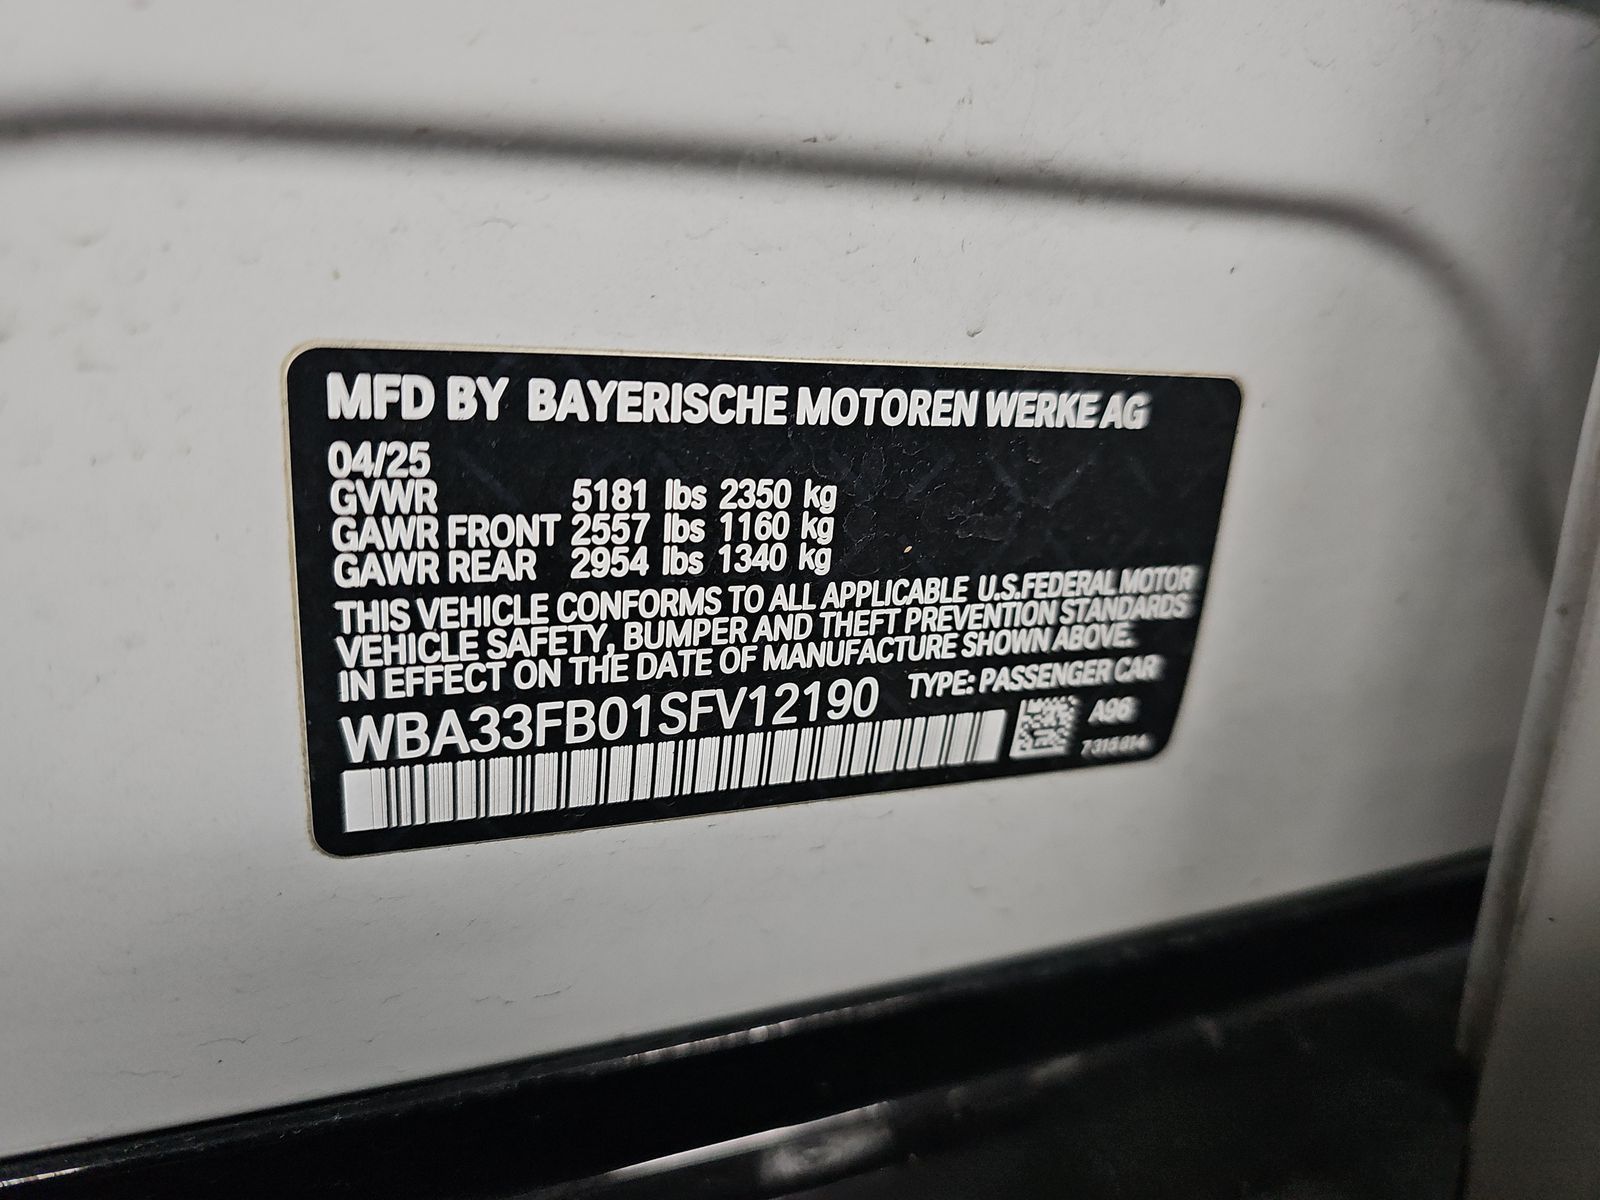 MFD BY BAYERISCHE MOTOREN WERKE AG
04/25
GVWR 5181 lbs 2350 kg
GAWR FRONT 2557 lbs 1160 kg
GAWR REAR 2954 lbs 1340 kg
THIS VEHICLE CONFORMS TO ALL APPLICABLE U.S.FEDERAL MOTOR
VEHICLE SAFETY, BUMPER AND THEFT PREVENTION STANDARDS
IN EFFECT ON THE DATE OF MANUFACTURE SHOWN ABOVE.
WBA33FB01SFV12190 TYPE: PASSENGER CAR
A96